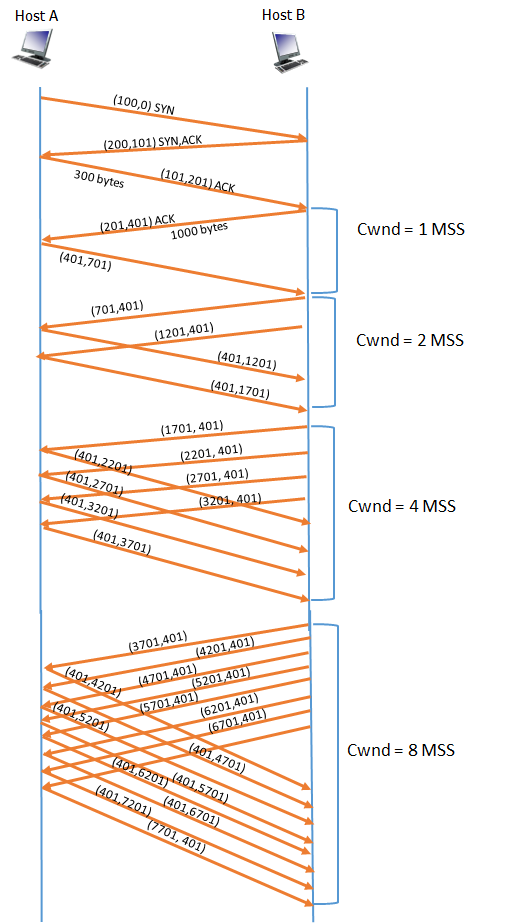 Host A
Host B
(100,0) SYN
(200,101) SYN,ACK
300 bytes
(101,201) ACK
(201,401) ACK
1000 bytes
Cwnd = 1 MSS
(401,701)
(701,401)
(1201,401)
Cwnd = 2 MSS
(401,1201)
(401,1701)
(1701, 401)
(2201, 401)
(401,2201)
(2701, 401)
(401,2701)
(3201, 401)
(401,3201)
Cwnd = 4 MSS
(401,3701)
(3701,401)
(4201,401)
(4701,401)
(5201,401)
(401,4201)
(5701,401)
(6201,401)
(401,5201)
(6701,401)
(401,4701)
Cwnd = 8 MSS
(401,6201)
(401,5701)
(401,7201)
(401,6701)
(7701, 401)